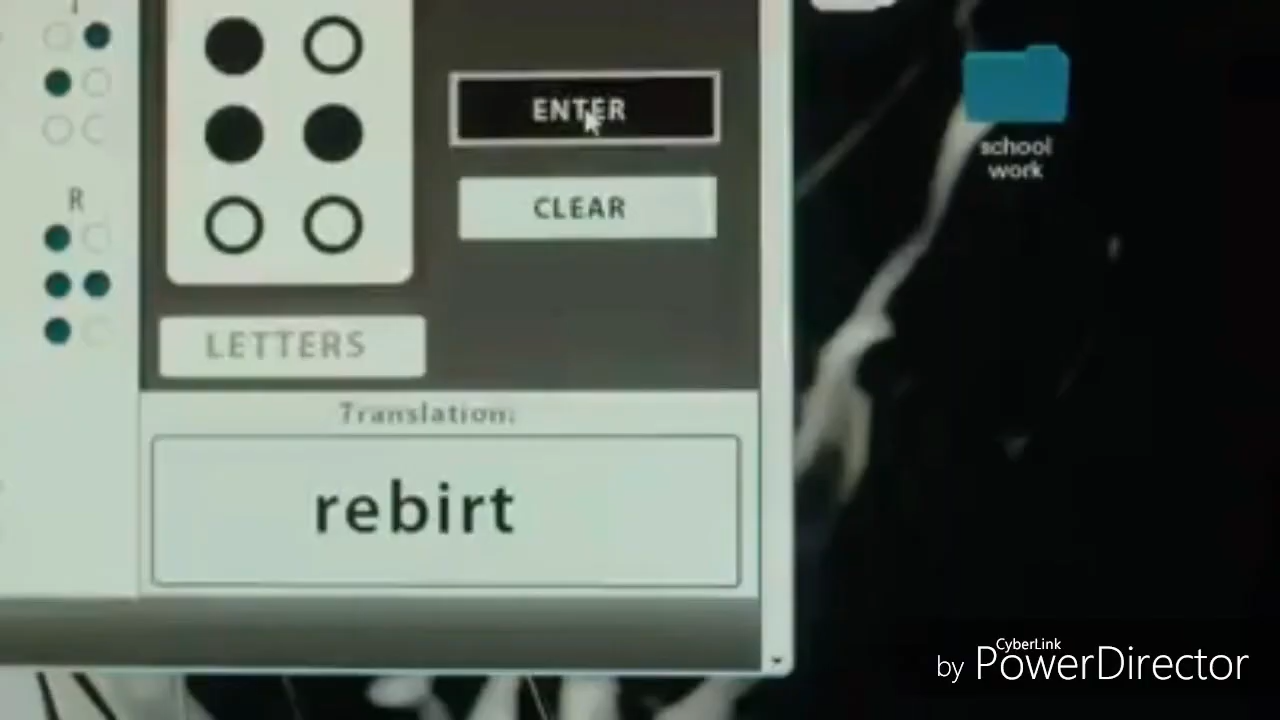 I
R
ENTER
CLEAR
LETTERS
Translation:
rebirt
school
work
by CyberLink PowerDirector